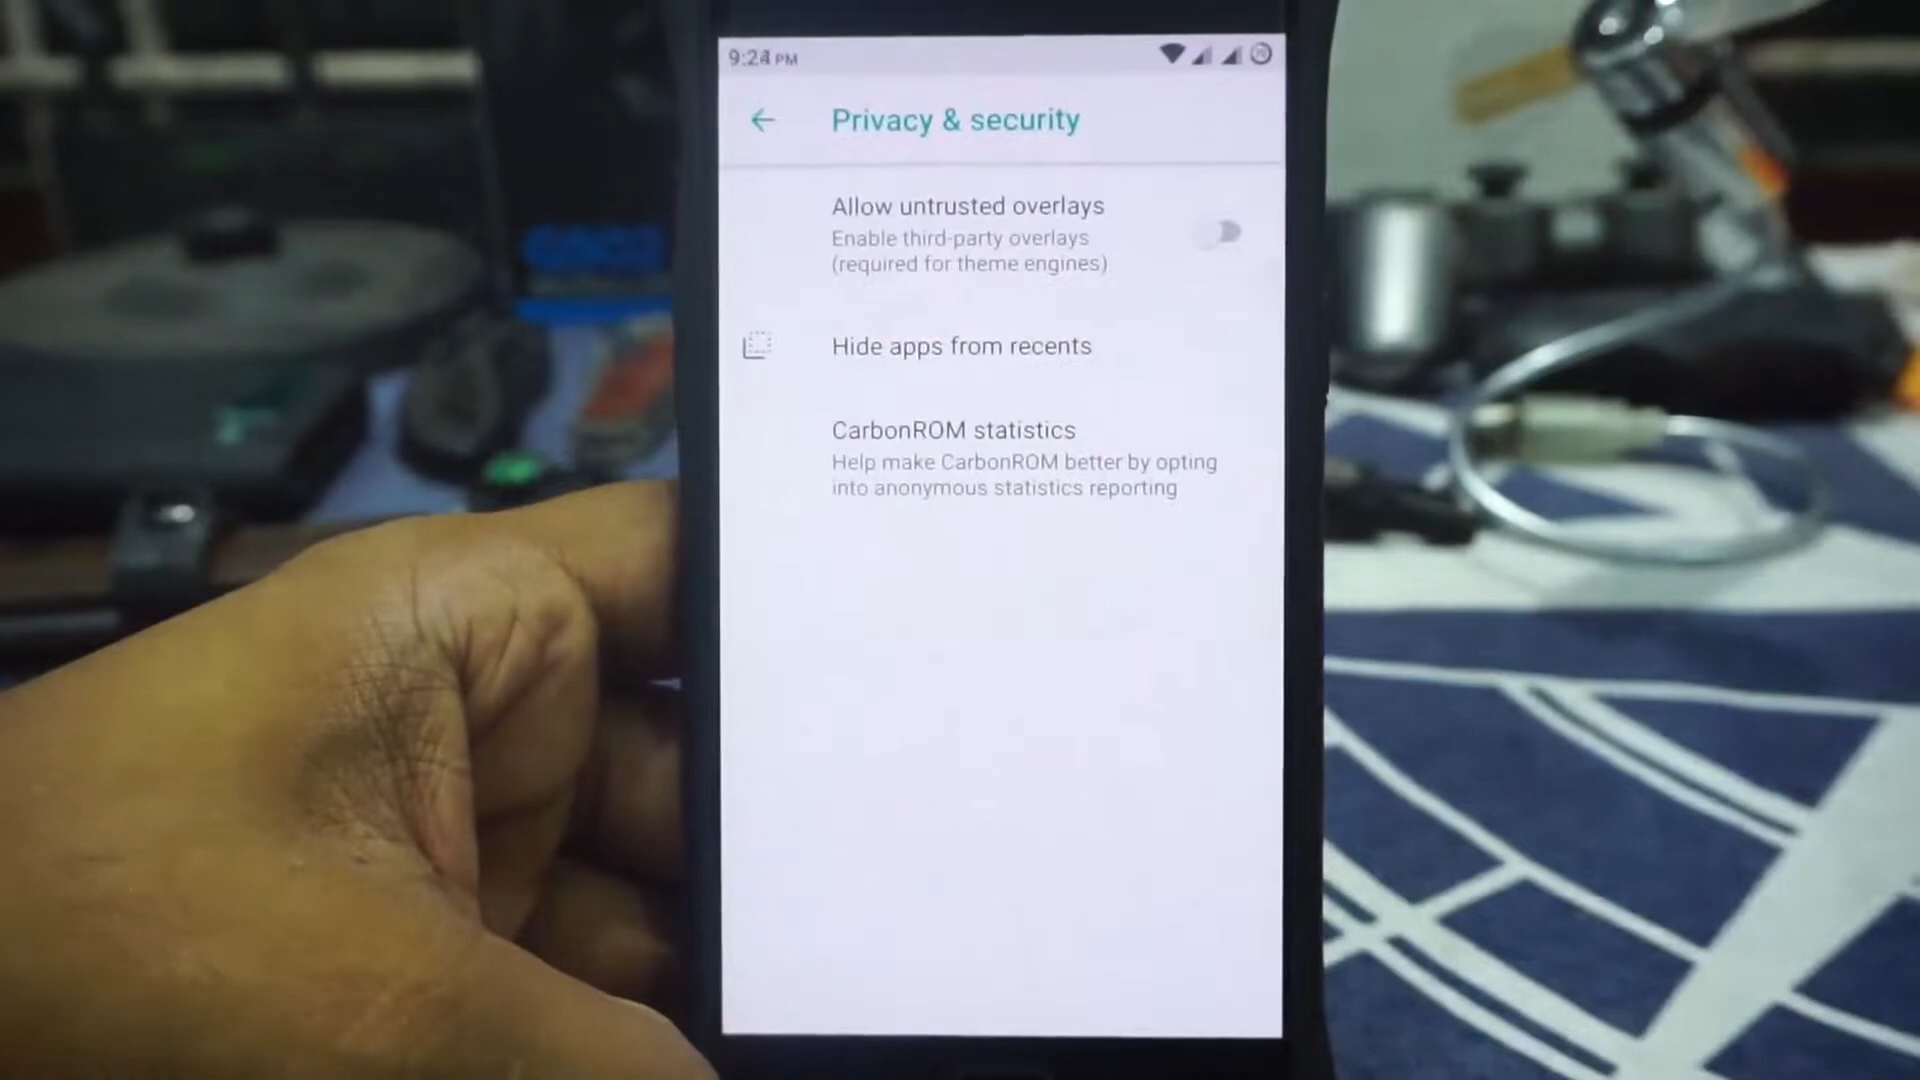 9:24 PM
Privacy & security
Allow untrusted overlays
Enable third-party overlays
(required for theme engines)
Hide apps from recents
CarbonROM statistics
Help make CarbonROM better by opting
into anonymous statistics reporting